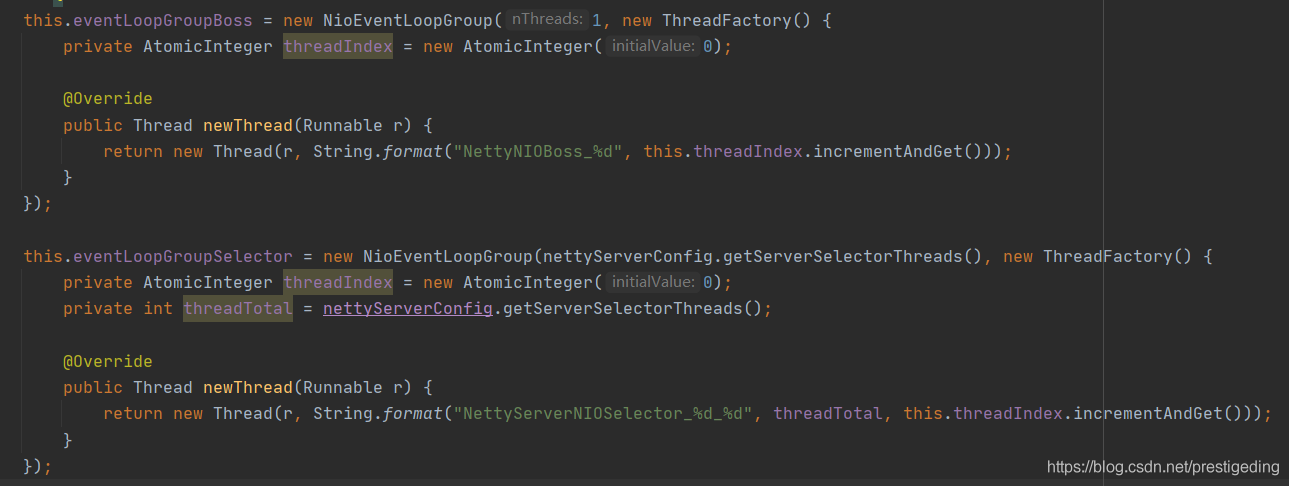 this.eventLoopGroupBoss = new NioEventLoopGroup( nThreads: 1, new ThreadFactory() {
    private AtomicInteger threadIndex = new AtomicInteger( initialValue: 0);

    @Override
    public Thread newThread(Runnable r) {
        return new Thread(r, String.format("NettyNIOBoss_%d", this.threadIndex.incrementAndGet()));
    }
});

this.eventLoopGroupSelector = new NioEventLoopGroup(nettyServerConfig.getServerSelectorThreads(), new ThreadFactory() {
    private AtomicInteger threadIndex = new AtomicInteger( initialValue: 0);
    private int threadTotal = nettyServerConfig.getServerSelectorThreads();

    @Override
    public Thread newThread(Runnable r) {
        return new Thread(r, String.format("NettyServerNIOSelector_%d_%d", threadTotal, this.threadIndex.incrementAndGet()));
    }
});
https://blog.csdn.net/prestigeding